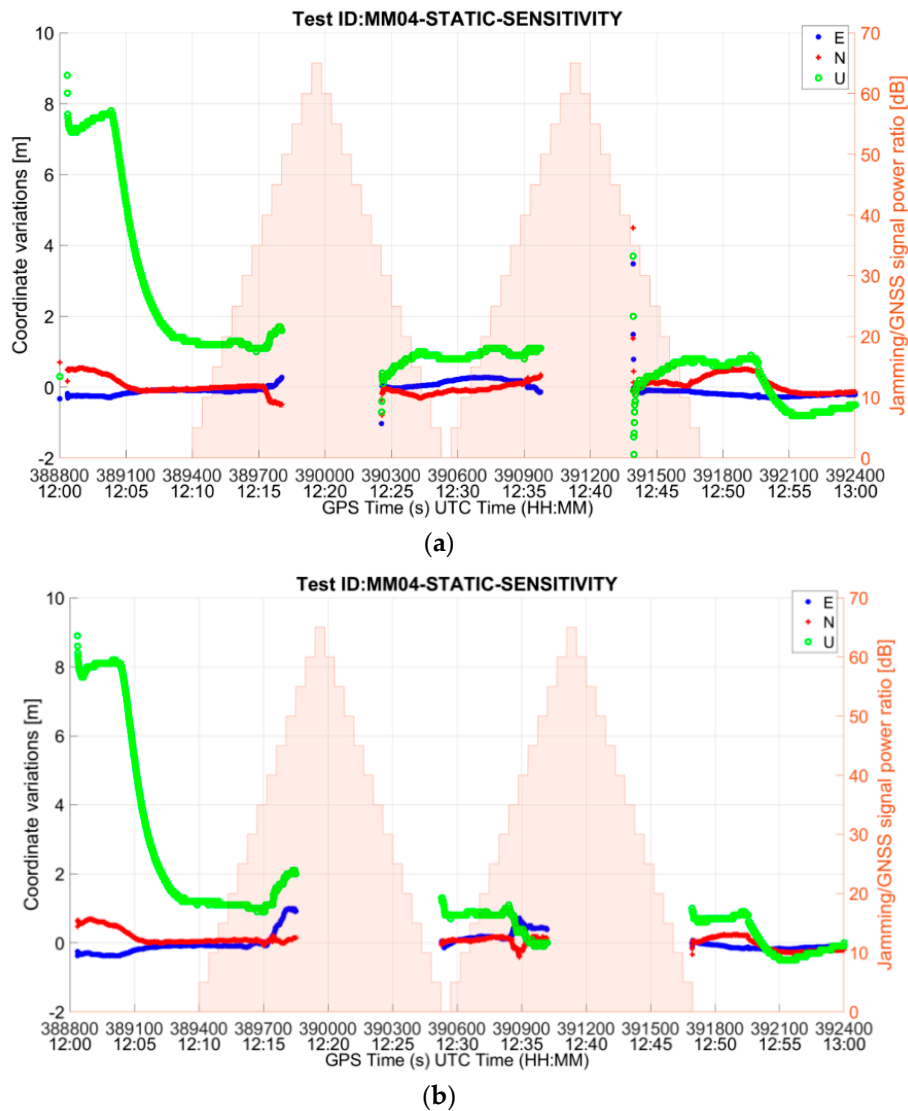 Test ID:MM04-STATIC-SENSITIVITY
E
N
U
Coordinate variations [m]
10
8
6
4
2
0
-2
Jamming/GNSS signal power ratio [dB]
70
60
50
40
30
20
10
0
388800 389100 389400 389700 390000 390300 390600 390900 391200 391500 391800 392100 392400
12:00 12:05 12:10 12:15 12:20 12:25 12:30 12:35 12:40 12:45 12:50 12:55 13:00
GPS Time (s) UTC Time (HH:MM)
(a)
Test ID:MM04-STATIC-SENSITIVITY
E
N
U
Coordinate variations [m]
10
8
6
4
2
0
-2
Jamming/GNSS signal power ratio [dB]
70
60
50
40
30
20
10
0
388800 389100 389400 389700 390000 390300 390600 390900 391200 391500 391800 392100 392400
12:00 12:05 12:10 12:15 12:20 12:25 12:30 12:35 12:40 12:45 12:50 12:55 13:00
GPS Time (s) UTC Time (HH:MM)
(b)